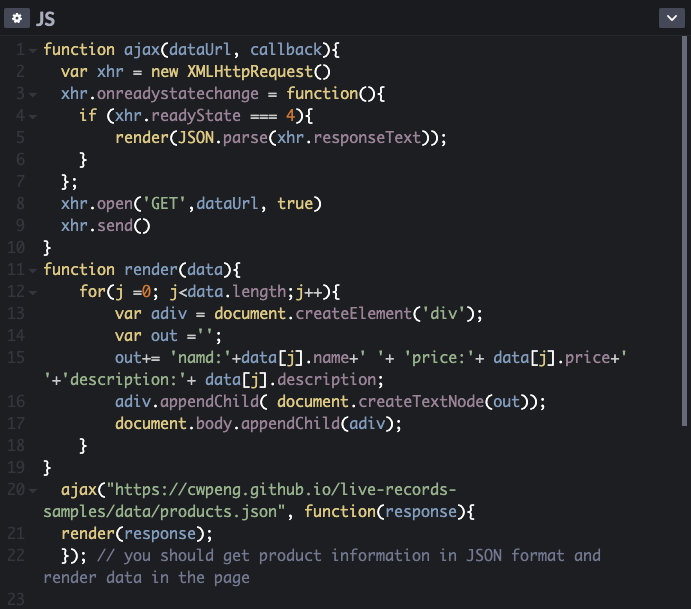 JS
1 function ajax(dataUrl, callback){
2   var xhr = new XMLHttpRequest()
3   xhr.onreadystatechange = function(){
4     if (xhr.readyState === 4){
5         render(JSON.parse(xhr.responseText));
6     }
7   };
8   xhr.open('GET',dataUrl, true)
9   xhr.send()
10 }
11 function render(data){
12     for(j =0; j<data.length;j++){
13         var adiv = document.createElement('div');
14         var out ='';
15         out+= 'namd:'+data[j].name+' '+ 'price:'+ data[j].price+'
'+'description:'+ data[j].description;
16         adiv.appendChild( document.createTextNode(out));
17         document.body.appendChild(adiv);
18     }
19 }
20   ajax("https://cwpeng.github.io/live-records-
samples/data/products.json", function(response){
21   render(response);
22   }); // you should get product information in JSON format and
render data in the page
23